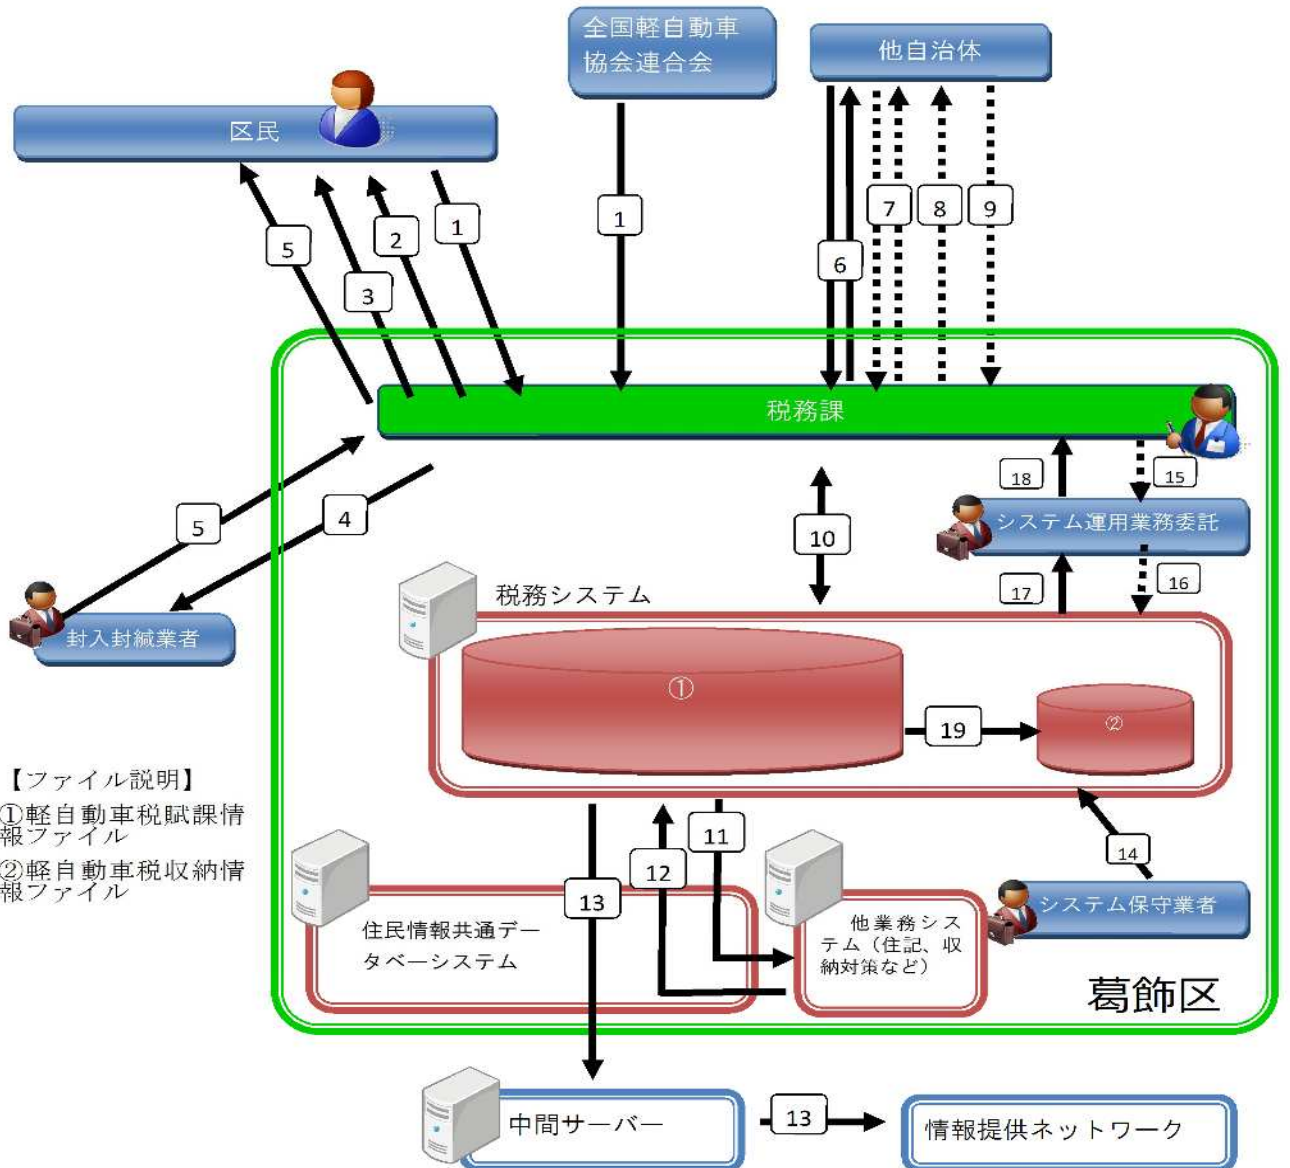 全国軽自動車
協会連合会
他自治体
区民
1
1
2
3
5
6
7
8
9
税務課
5
4
10
18
15
システム運用業務委託
17
16
封入封緘業者
税務システム
①
②
19
【ファイル説明】
①軽自動車税賦課情
報ファイル
②軽自動車税収納情
報ファイル
11
12
13
14
住民情報共通デー
タベーシステム
他業務シス
テム（住記、収
納対策など）
システム保守業者
葛飾区
中間サーバー
13
情報提供ネットワーク